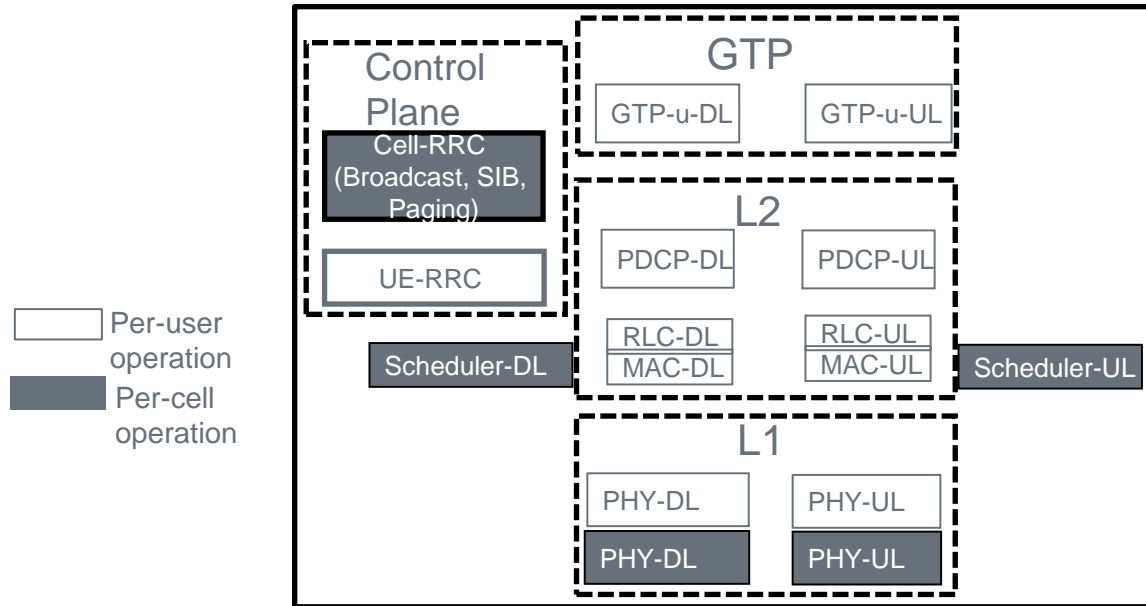 Control
Plane
Cell-RRC
(Broadcast, SIB,
Paging)
UE-RRC
GTP
GTP-u-DL
GTP-u-UL
L2
PDCP-DL
PDCP-UL
RLC-DL
MAC-DL
RLC-UL
MAC-UL
Scheduler-DL
Scheduler-UL
L1
PHY-DL
PHY-UL
PHY-DL
PHY-UL
Per-user
operation
Per-cell
operation